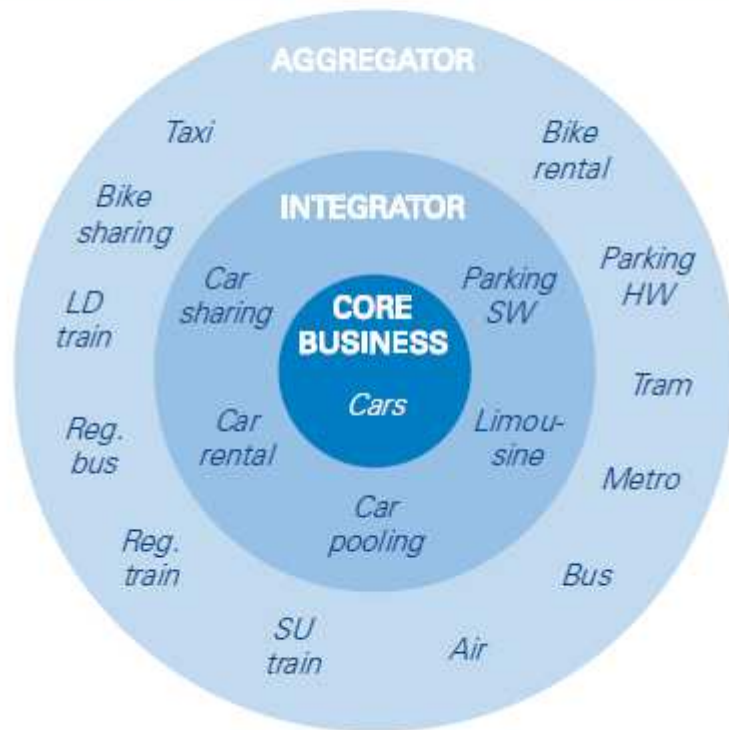 AGGREGATOR
Taxi
Bike
rental
Bike
sharing
INTEGRATOR
Parking
HW
Car
sharing
Parking
SW
LD
train
CORE
BUSINESS
Cars
Tram
Reg.
bus
Car
rental
Limou-
sine
Metro
Car
pooling
Reg.
train
Bus
SU
train
Air